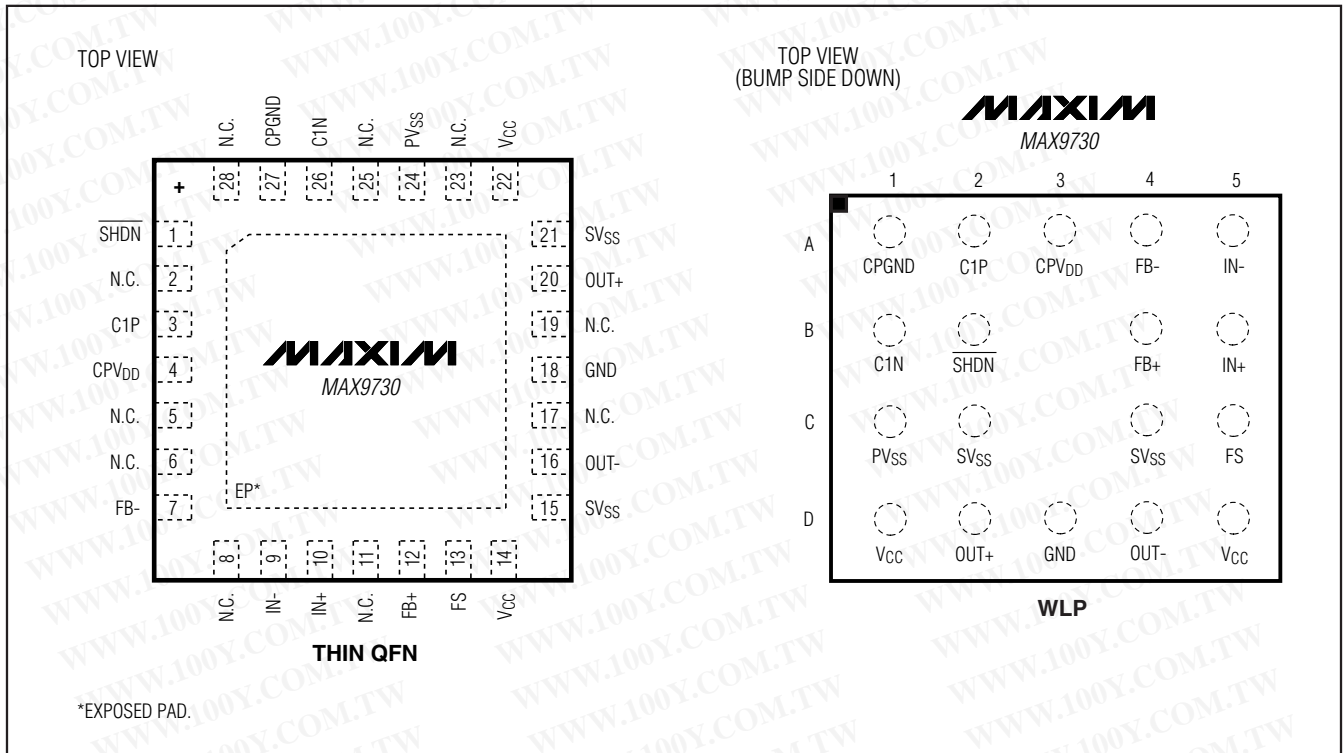 TOP VIEW
N.C. CPGND C1N N.C. PVSS N.C. VCC
28 27 26 25 24 23 22
+
SHDN 1
N.C. 2
C1P 3
CPVDD 4
N.C. 5
N.C. 6
FB- 7
21 SVSS
20 OUT+
19 N.C.
18 GND
17 N.C.
16 OUT-
15 SVSS
MAXIM
MAX9730
EP*
8 9 10 11 12 13 14
N.C. IN- IN+ N.C. FB+ FS VCC
THIN QFN
*EXPOSED PAD.
TOP VIEW
(BUMP SIDE DOWN)
MAXIM
MAX9730
1 2 3 4 5
A
CPGND C1P CPVDD FB- IN-
B
C1N SHDN FB+ IN+
C
PVSS SVSS SVSS FS
D
VCC OUT+ GND OUT- VCC
WLP
WWW.100Y.COM.TW